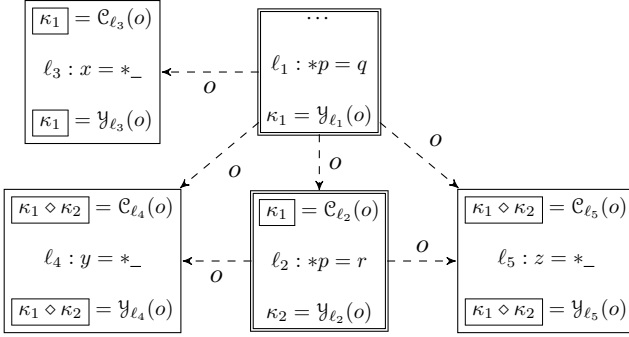 κ₁ = 𝒞_ℓ₃(o)
ℓ₃ : x = *_
κ₁ = 𝒴_ℓ₃(o)
...
ℓ₁ : *p = q
κ₁ = 𝒴_ℓ₁(o)
o
o
o
o
κ₁ ⋄ κ₂ = 𝒞_ℓ₄(o)
ℓ₄ : y = *_
κ₁ ⋄ κ₂ = 𝒴_ℓ₄(o)
o
κ₁ = 𝒞_ℓ₂(o)
ℓ₂ : *p = r
κ₂ = 𝒴_ℓ₂(o)
o
κ₁ ⋄ κ₂ = 𝒞_ℓ₅(o)
ℓ₅ : z = *_
κ₁ ⋄ κ₂ = 𝒴_ℓ₅(o)